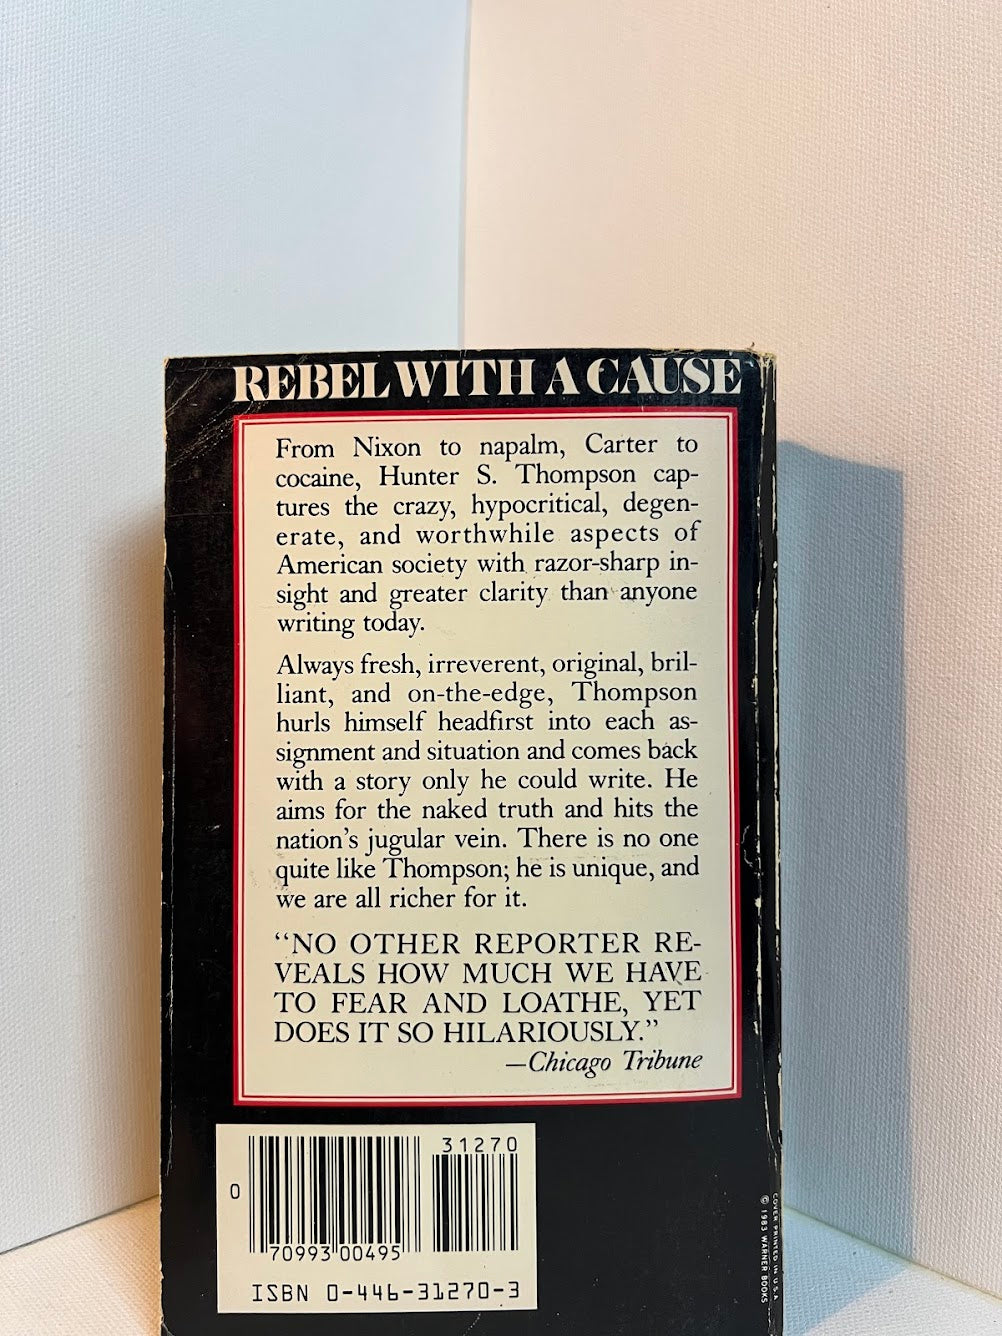 REBEL WITH A CAUSE
From Nixon to napalm, Carter to
cocaine, Hunter S. Thompson cap-
tures the crazy, hypocritical, degen-
erate, and worthwhile aspects of
American society with razor-sharp in-
sight and greater clarity than anyone
writing today.
Always fresh, irreverent, original, bril-
liant, and on-the-edge, Thompson
hurls himself headfirst into each as-
signment and situation and comes back
with a story only he could write. He
aims for the naked truth and hits the
nation's jugular vein. There is no one
quite like Thompson; he is unique, and
we are all richer for it.
“NO OTHER REPORTER RE-
VEALS HOW MUCH WE HAVE
TO FEAR AND LOATHE, YET
DOES IT SO HILARIOUSLY.”
—Chicago Tribune
31270
0
70993 00495
ISBN 0-446-31270-3
COVER PRINTED IN U.S.A.
© 1983 WARNER BOOKS